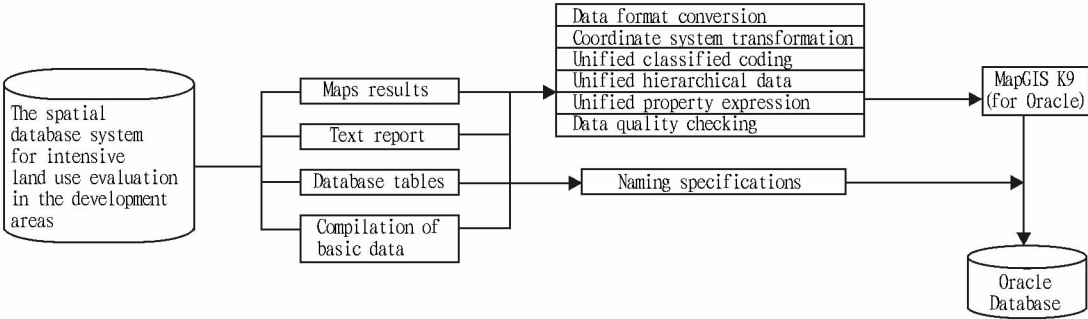 The spatial
database system
for intensive
land use evaluation
in the development
areas
Maps results
Text report
Database tables
Compilation of
basic data
Data format conversion
Coordinate system transformation
Unified classified coding
Unified hierarchical data
Unified property expression
Data quality checking
Naming specifications
MapGIS K9
(for Oracle)
Oracle
Database